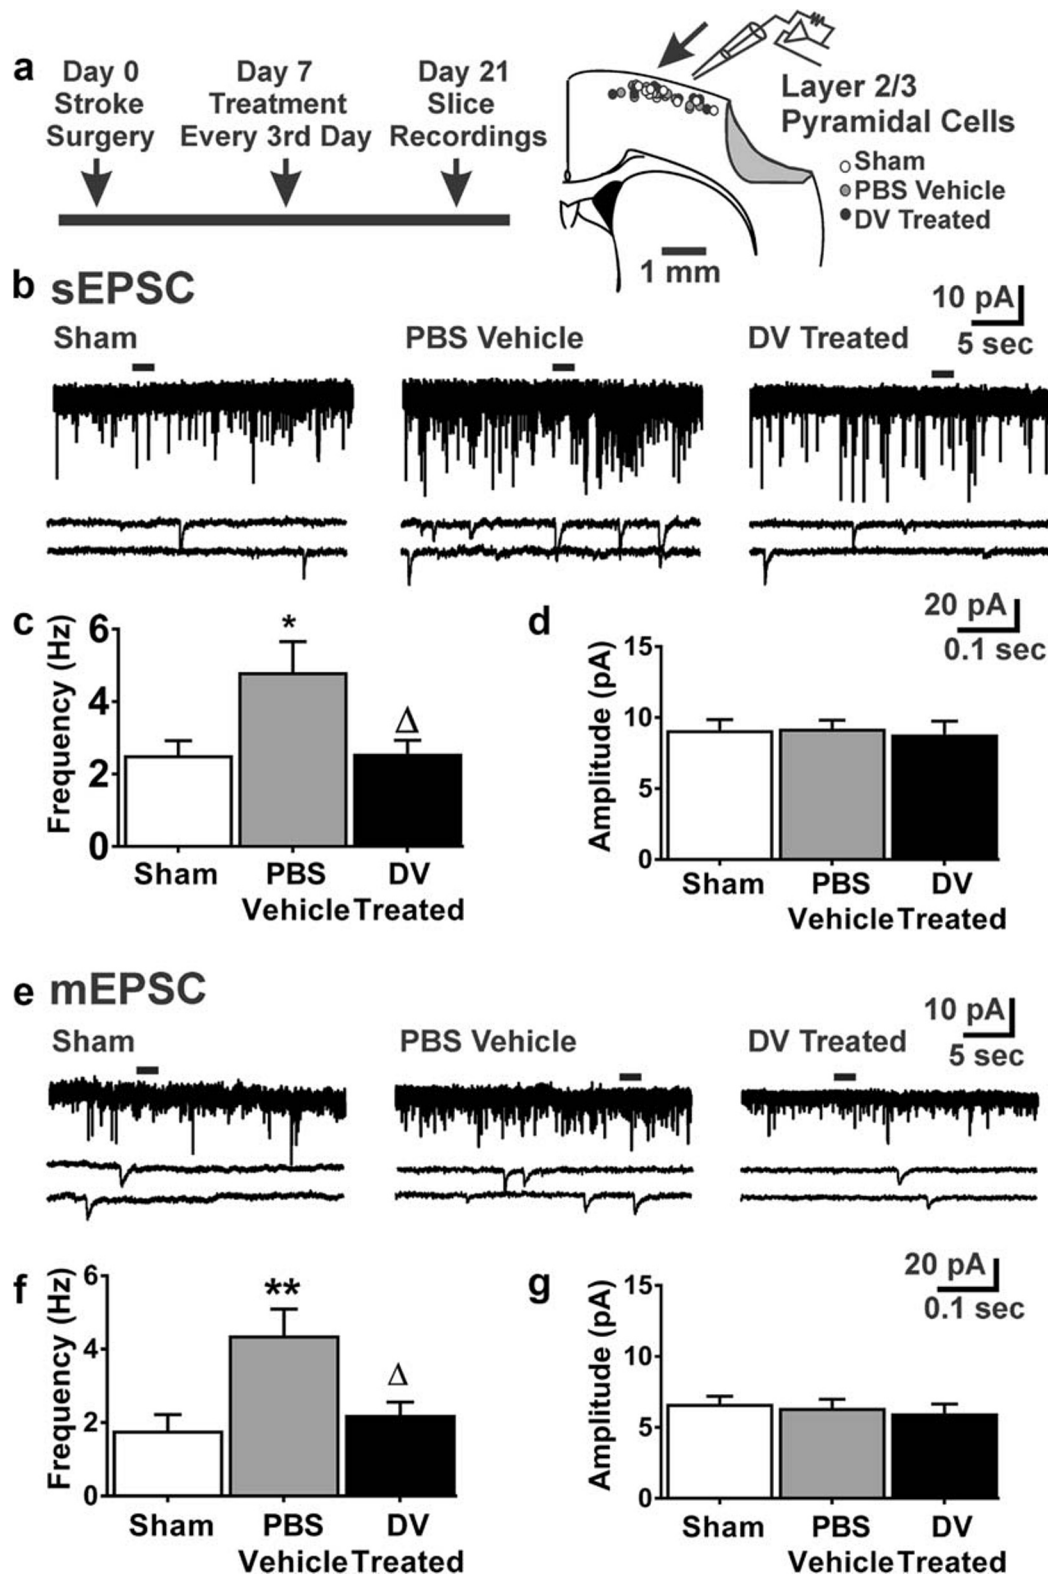 a
Day 0
Stroke
Surgery
Day 7
Treatment
Every 3rd Day
Day 21
Slice
Recordings
Layer 2/3
Pyramidal Cells
Sham
PBS Vehicle
DV Treated
1 mm
b sEPSC
10 pA
5 sec
Sham
PBS Vehicle
DV Treated
20 pA
0.1 sec
c
Frequency (Hz)
6
4
2
0
*
Δ
Sham
PBS
Vehicle
DV
Treated
d
Amplitude (pA)
15
10
5
0
Sham
PBS
Vehicle
DV
Treated
e mEPSC
10 pA
5 sec
Sham
PBS Vehicle
DV Treated
20 pA
0.1 sec
f
Frequency (Hz)
6
4
2
0
**
Δ
Sham
PBS
Vehicle
DV
Treated
g
Amplitude (pA)
15
10
5
0
Sham
PBS
Vehicle
DV
Treated